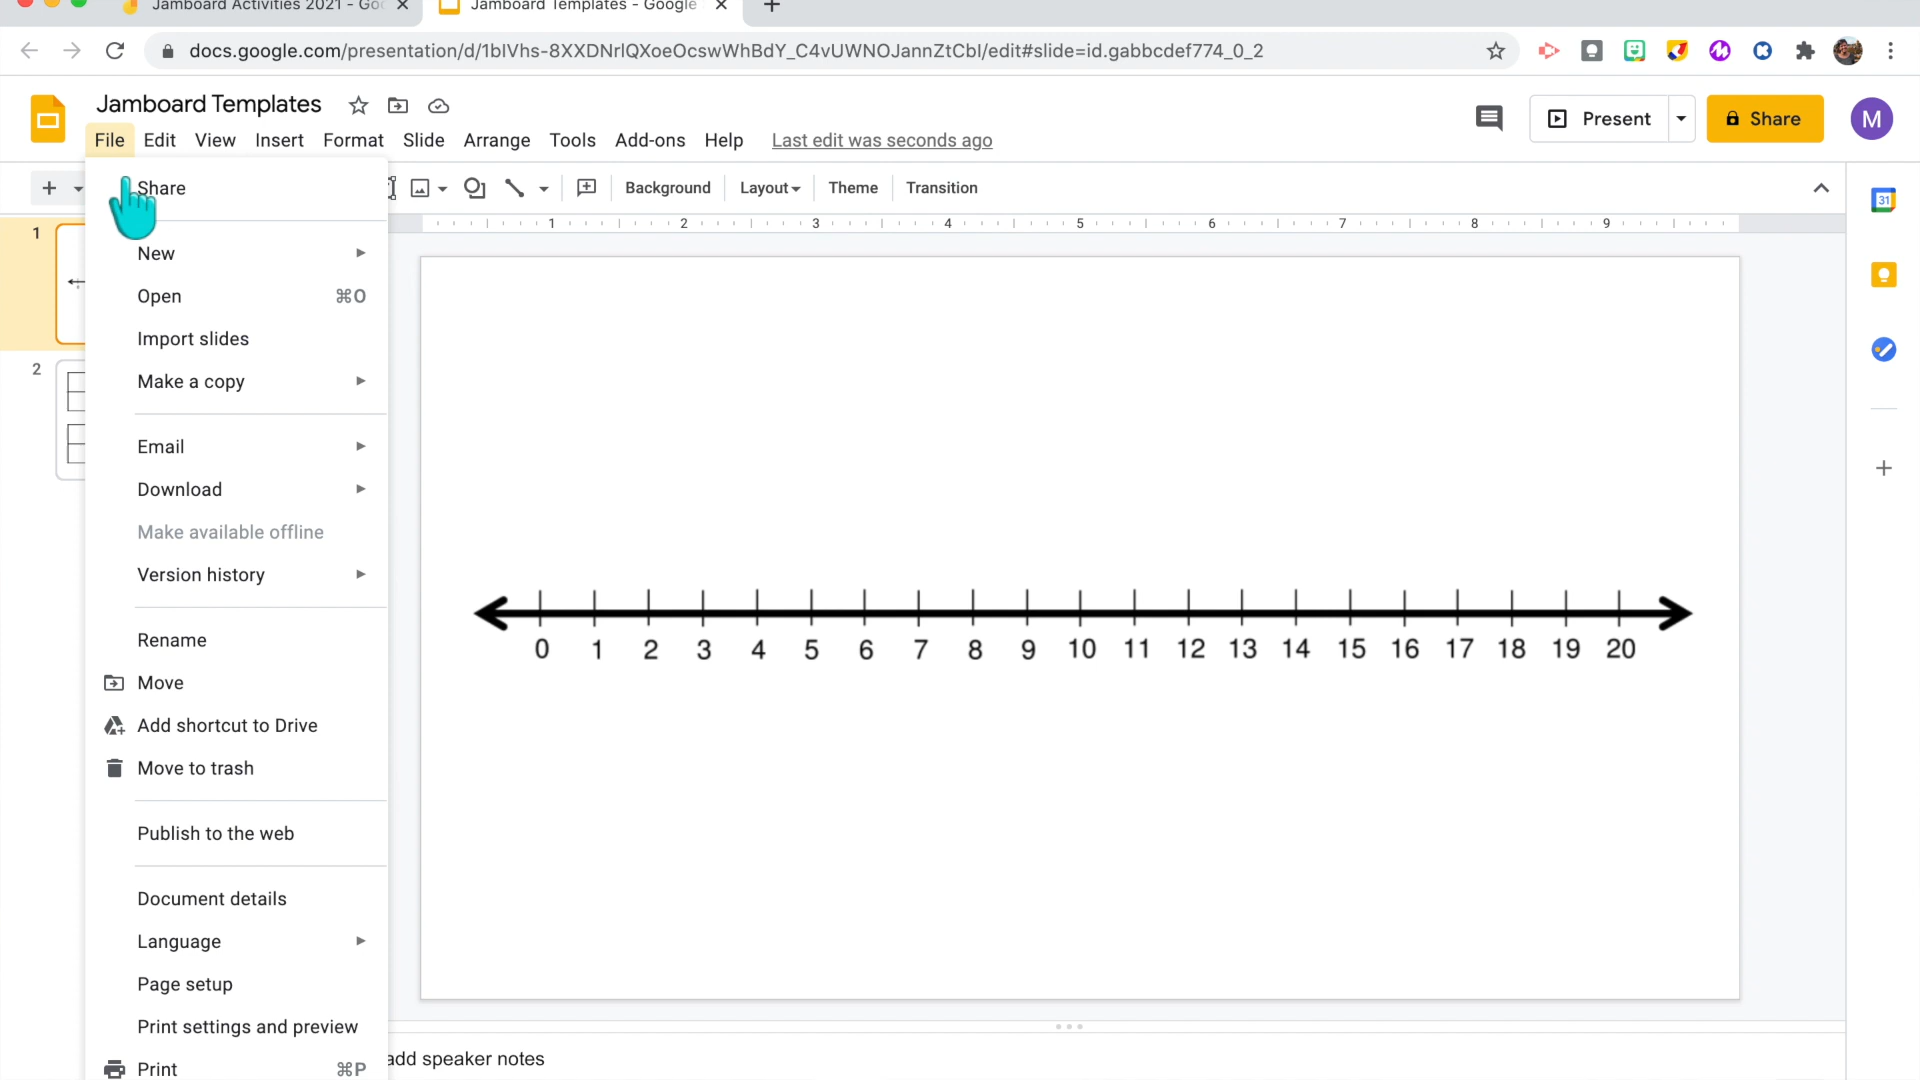 Jamboard Activities 2021 - Goo
Jamboard Templates - Google
docs.google.com/presentation/d/1bIVhs-8XXDNrIQXoeOcswWhBdY_C4vUWNOJannZtCbI/edit#slide=id.gabbcdef774_0_2
Jamboard Templates
File Edit View Insert Format Slide Arrange Tools Add-ons Help Last edit was seconds ago
Present
Share
M
Share
Background Layout Theme Transition
1 2 3 4 5 6 7 8 9
31
1
2
New
Open ⌘O
Import slides
Make a copy
Email
Download
Make available offline
Version history
Rename
Move
Add shortcut to Drive
Move to trash
Publish to the web
Document details
Language
Page setup
Print settings and preview
Print ⌘P
0 1 2 3 4 5 6 7 8 9 10 11 12 13 14 15 16 17 18 19 20
add speaker notes